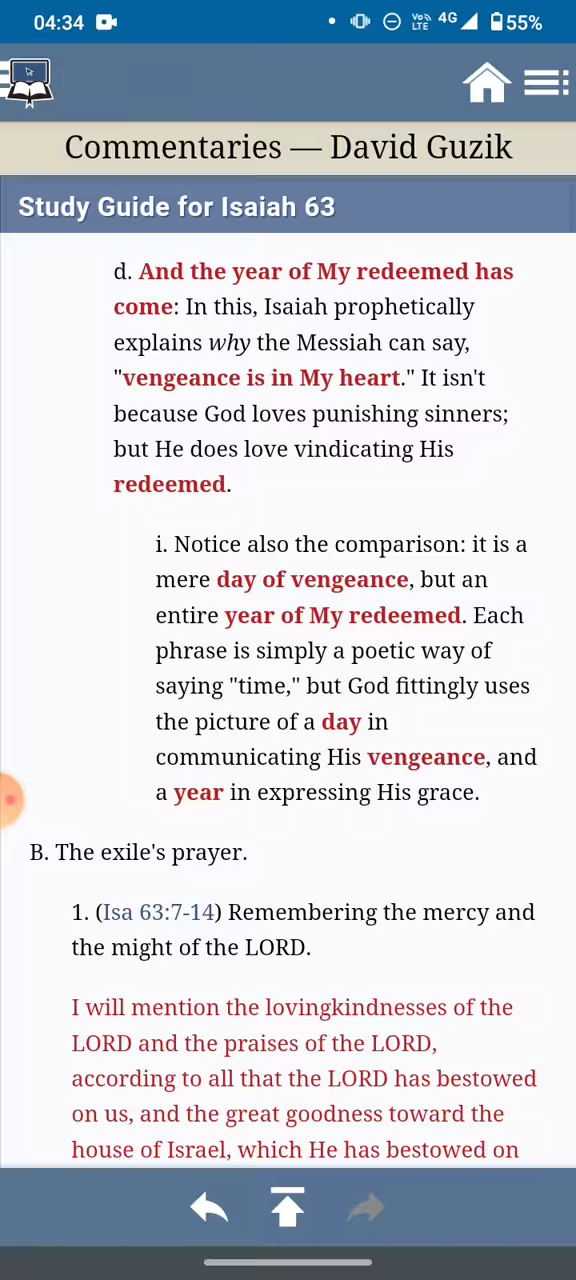 04:34
Vo))
LTE
4G
55%
Commentaries — David Guzik
Study Guide for Isaiah 63
d. And the year of My redeemed has
come: In this, Isaiah prophetically
explains why the Messiah can say,
"vengeance is in My heart." It isn't
because God loves punishing sinners;
but He does love vindicating His
redeemed.
i. Notice also the comparison: it is a
mere day of vengeance, but an
entire year of My redeemed. Each
phrase is simply a poetic way of
saying "time," but God fittingly uses
the picture of a day in
communicating His vengeance, and
a year in expressing His grace.
B. The exile's prayer.
1. (Isa 63:7-14) Remembering the mercy and
the might of the LORD.
I will mention the lovingkindnesses of the
LORD and the praises of the LORD,
according to all that the LORD has bestowed
on us, and the great goodness toward the
house of Israel, which He has bestowed on